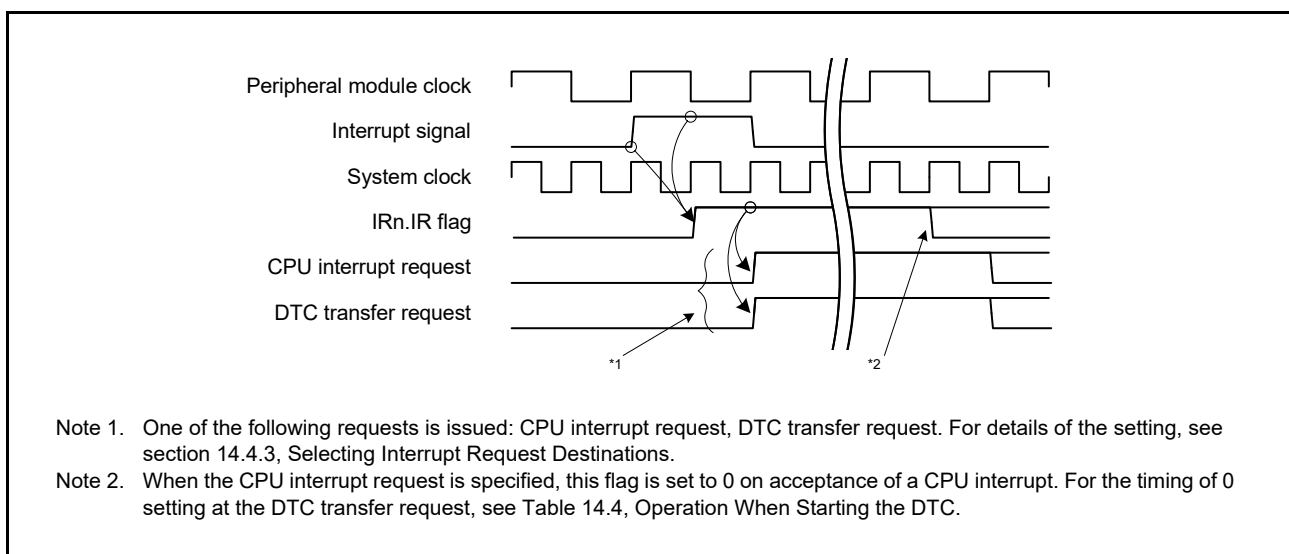 Peripheral module clock
Interrupt signal
System clock
IRn.IR flag
CPU interrupt request
DTC transfer request
*1
*2
Note 1. One of the following requests is issued: CPU interrupt request, DTC transfer request. For details of the setting, see
section 14.4.3, Selecting Interrupt Request Destinations.
Note 2. When the CPU interrupt request is specified, this flag is set to 0 on acceptance of a CPU interrupt. For the timing of 0
setting at the DTC transfer request, see Table 14.4, Operation When Starting the DTC.